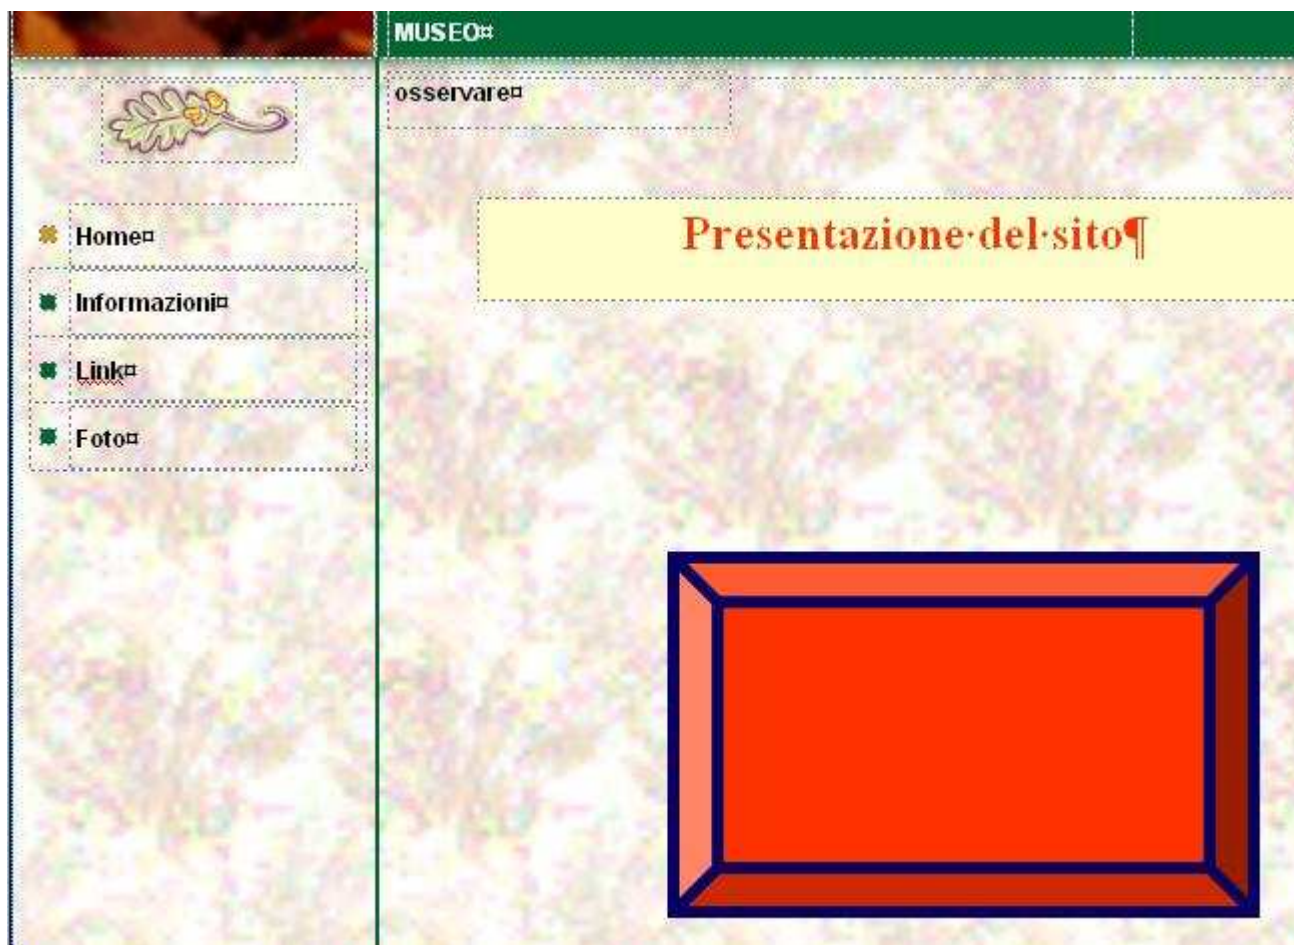 MUSEO¤
osservare¤
Presentazione·del·sito¶
Home¤
Informazioni¤
Link¤
Foto¤